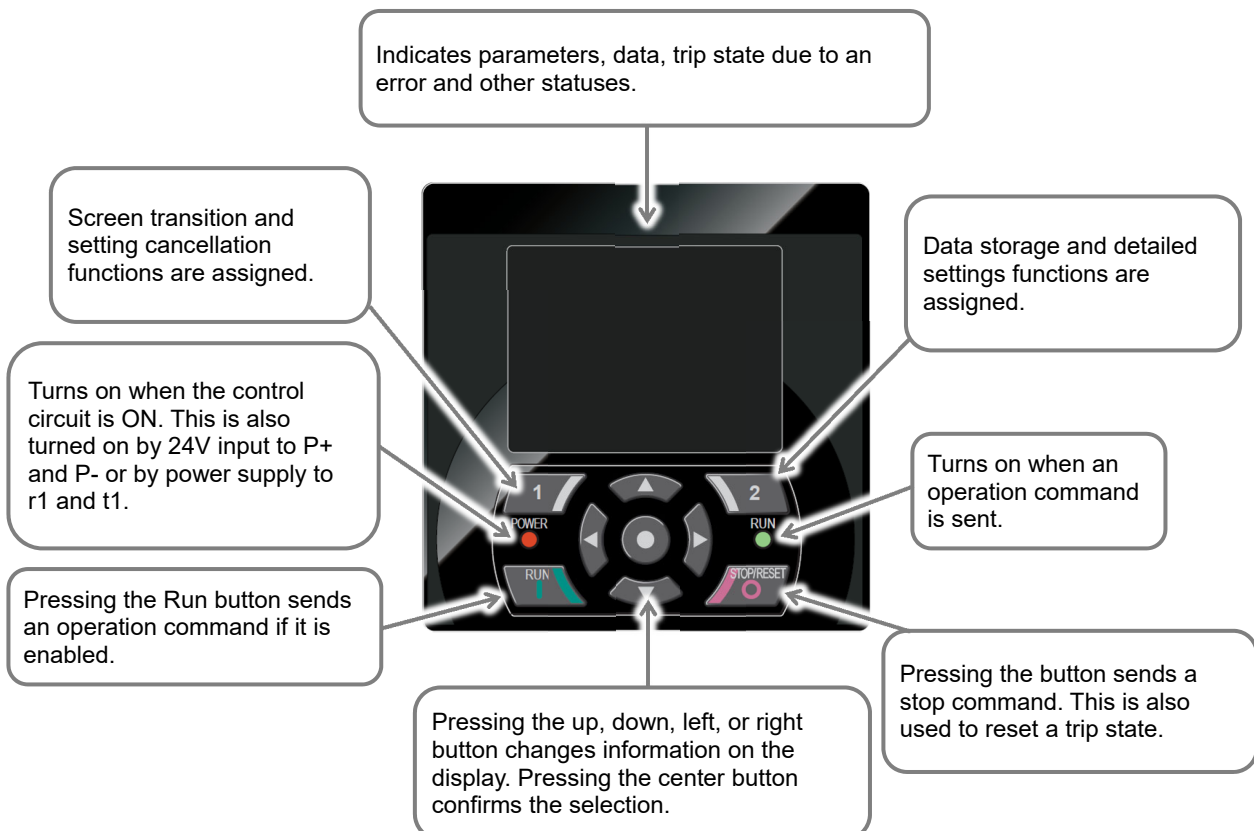 Indicates parameters, data, trip state due to an
error and other statuses.
Screen transition and
setting cancellation
functions are assigned.
Data storage and detailed
settings functions are
assigned.
Turns on when the control
circuit is ON. This is also
turned on by 24V input to P+
and P- or by power supply to
r1 and t1.
Turns on when an
operation command
is sent.
1
2
POWER
RUN
RUN
STOP/RESET
Pressing the Run button sends
an operation command if it is
enabled.
Pressing the up, down, left, or right
button changes information on the
display. Pressing the center button
confirms the selection.
Pressing the button sends a
stop command. This is also
used to reset a trip state.